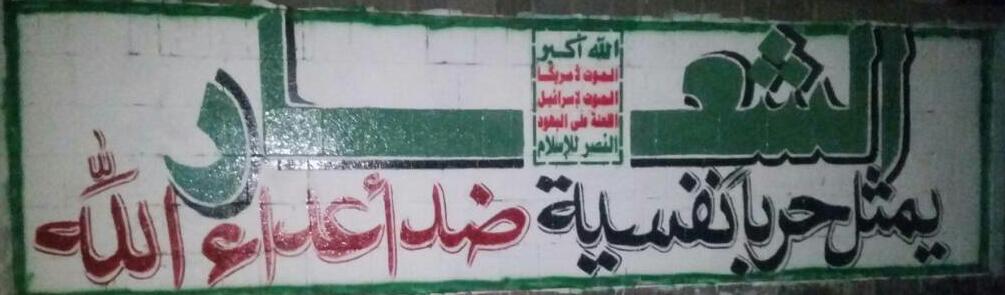 الشعار
الله أكبر
الموت لأمريكا
الموت لإسرائيل
اللعنة على اليهود
النصر للإسلام
يمثل حرباً نفسية ضد أعداء الله